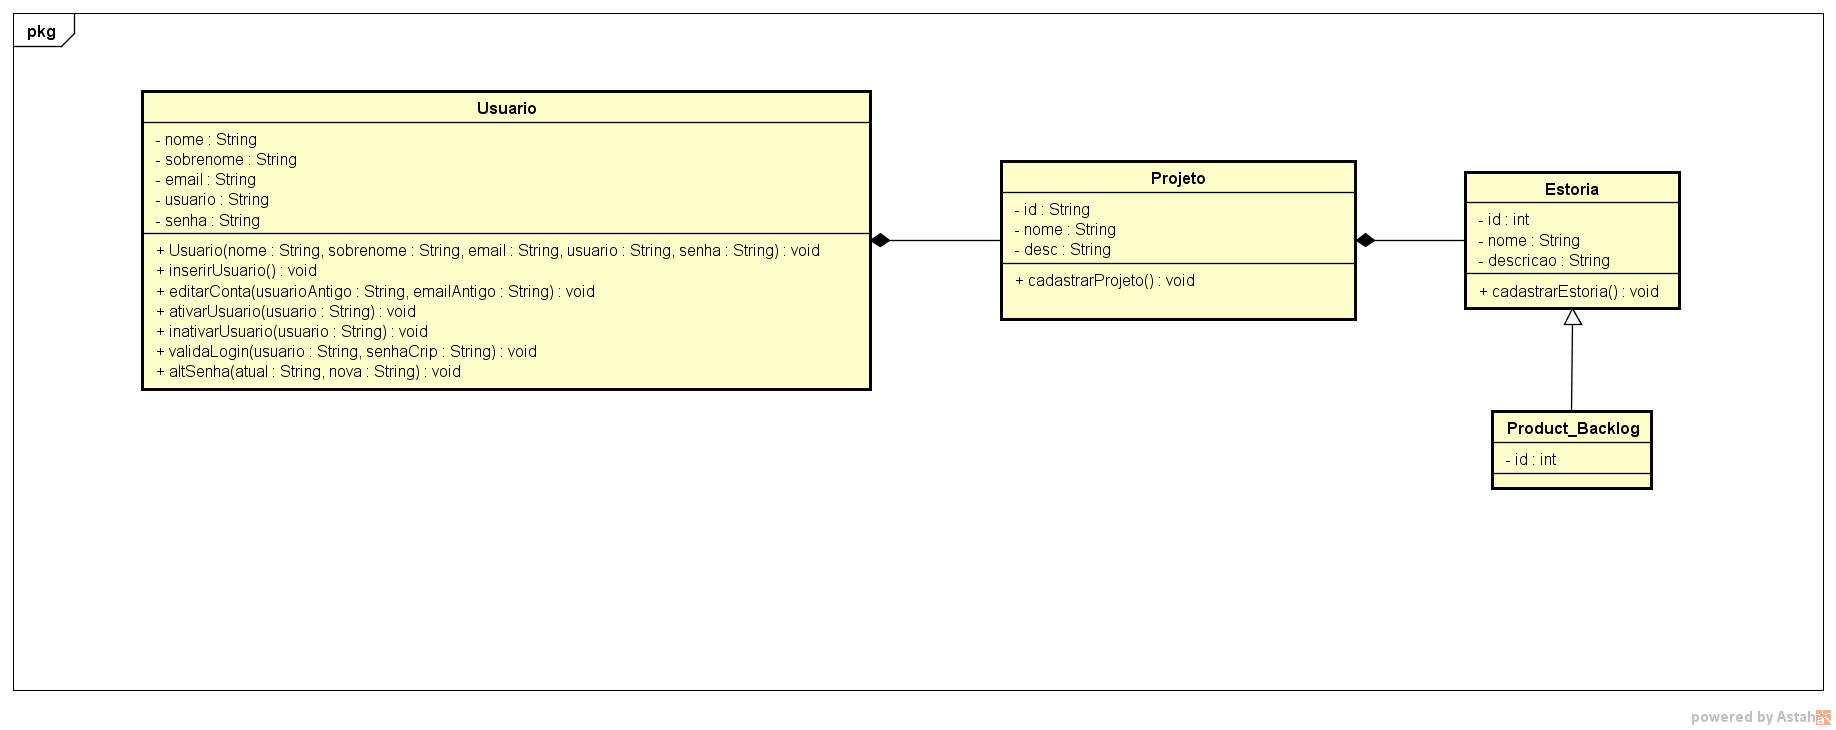 pkg
Usuario
- nome : String
- sobrenome : String
- email : String
- usuario : String
- senha : String
+ Usuario(nome : String, sobrenome : String, email : String, usuario : String, senha : String) : void
+ inserirUsuario() : void
+ editarConta(usuarioAntigo : String, emailAntigo : String) : void
+ ativarUsuario(usuario : String) : void
+ inativarUsuario(usuario : String) : void
+ validaLogin(usuario : String, senhaCrip : String) : void
+ altSenha(atual : String, nova : String) : void
Projeto
- id : String
- nome : String
- desc : String
+ cadastrarProjeto() : void
Estoria
- id : int
- nome : String
- descricao : String
+ cadastrarEstoria() : void
Product_Backlog
- id : int
powered by Astah